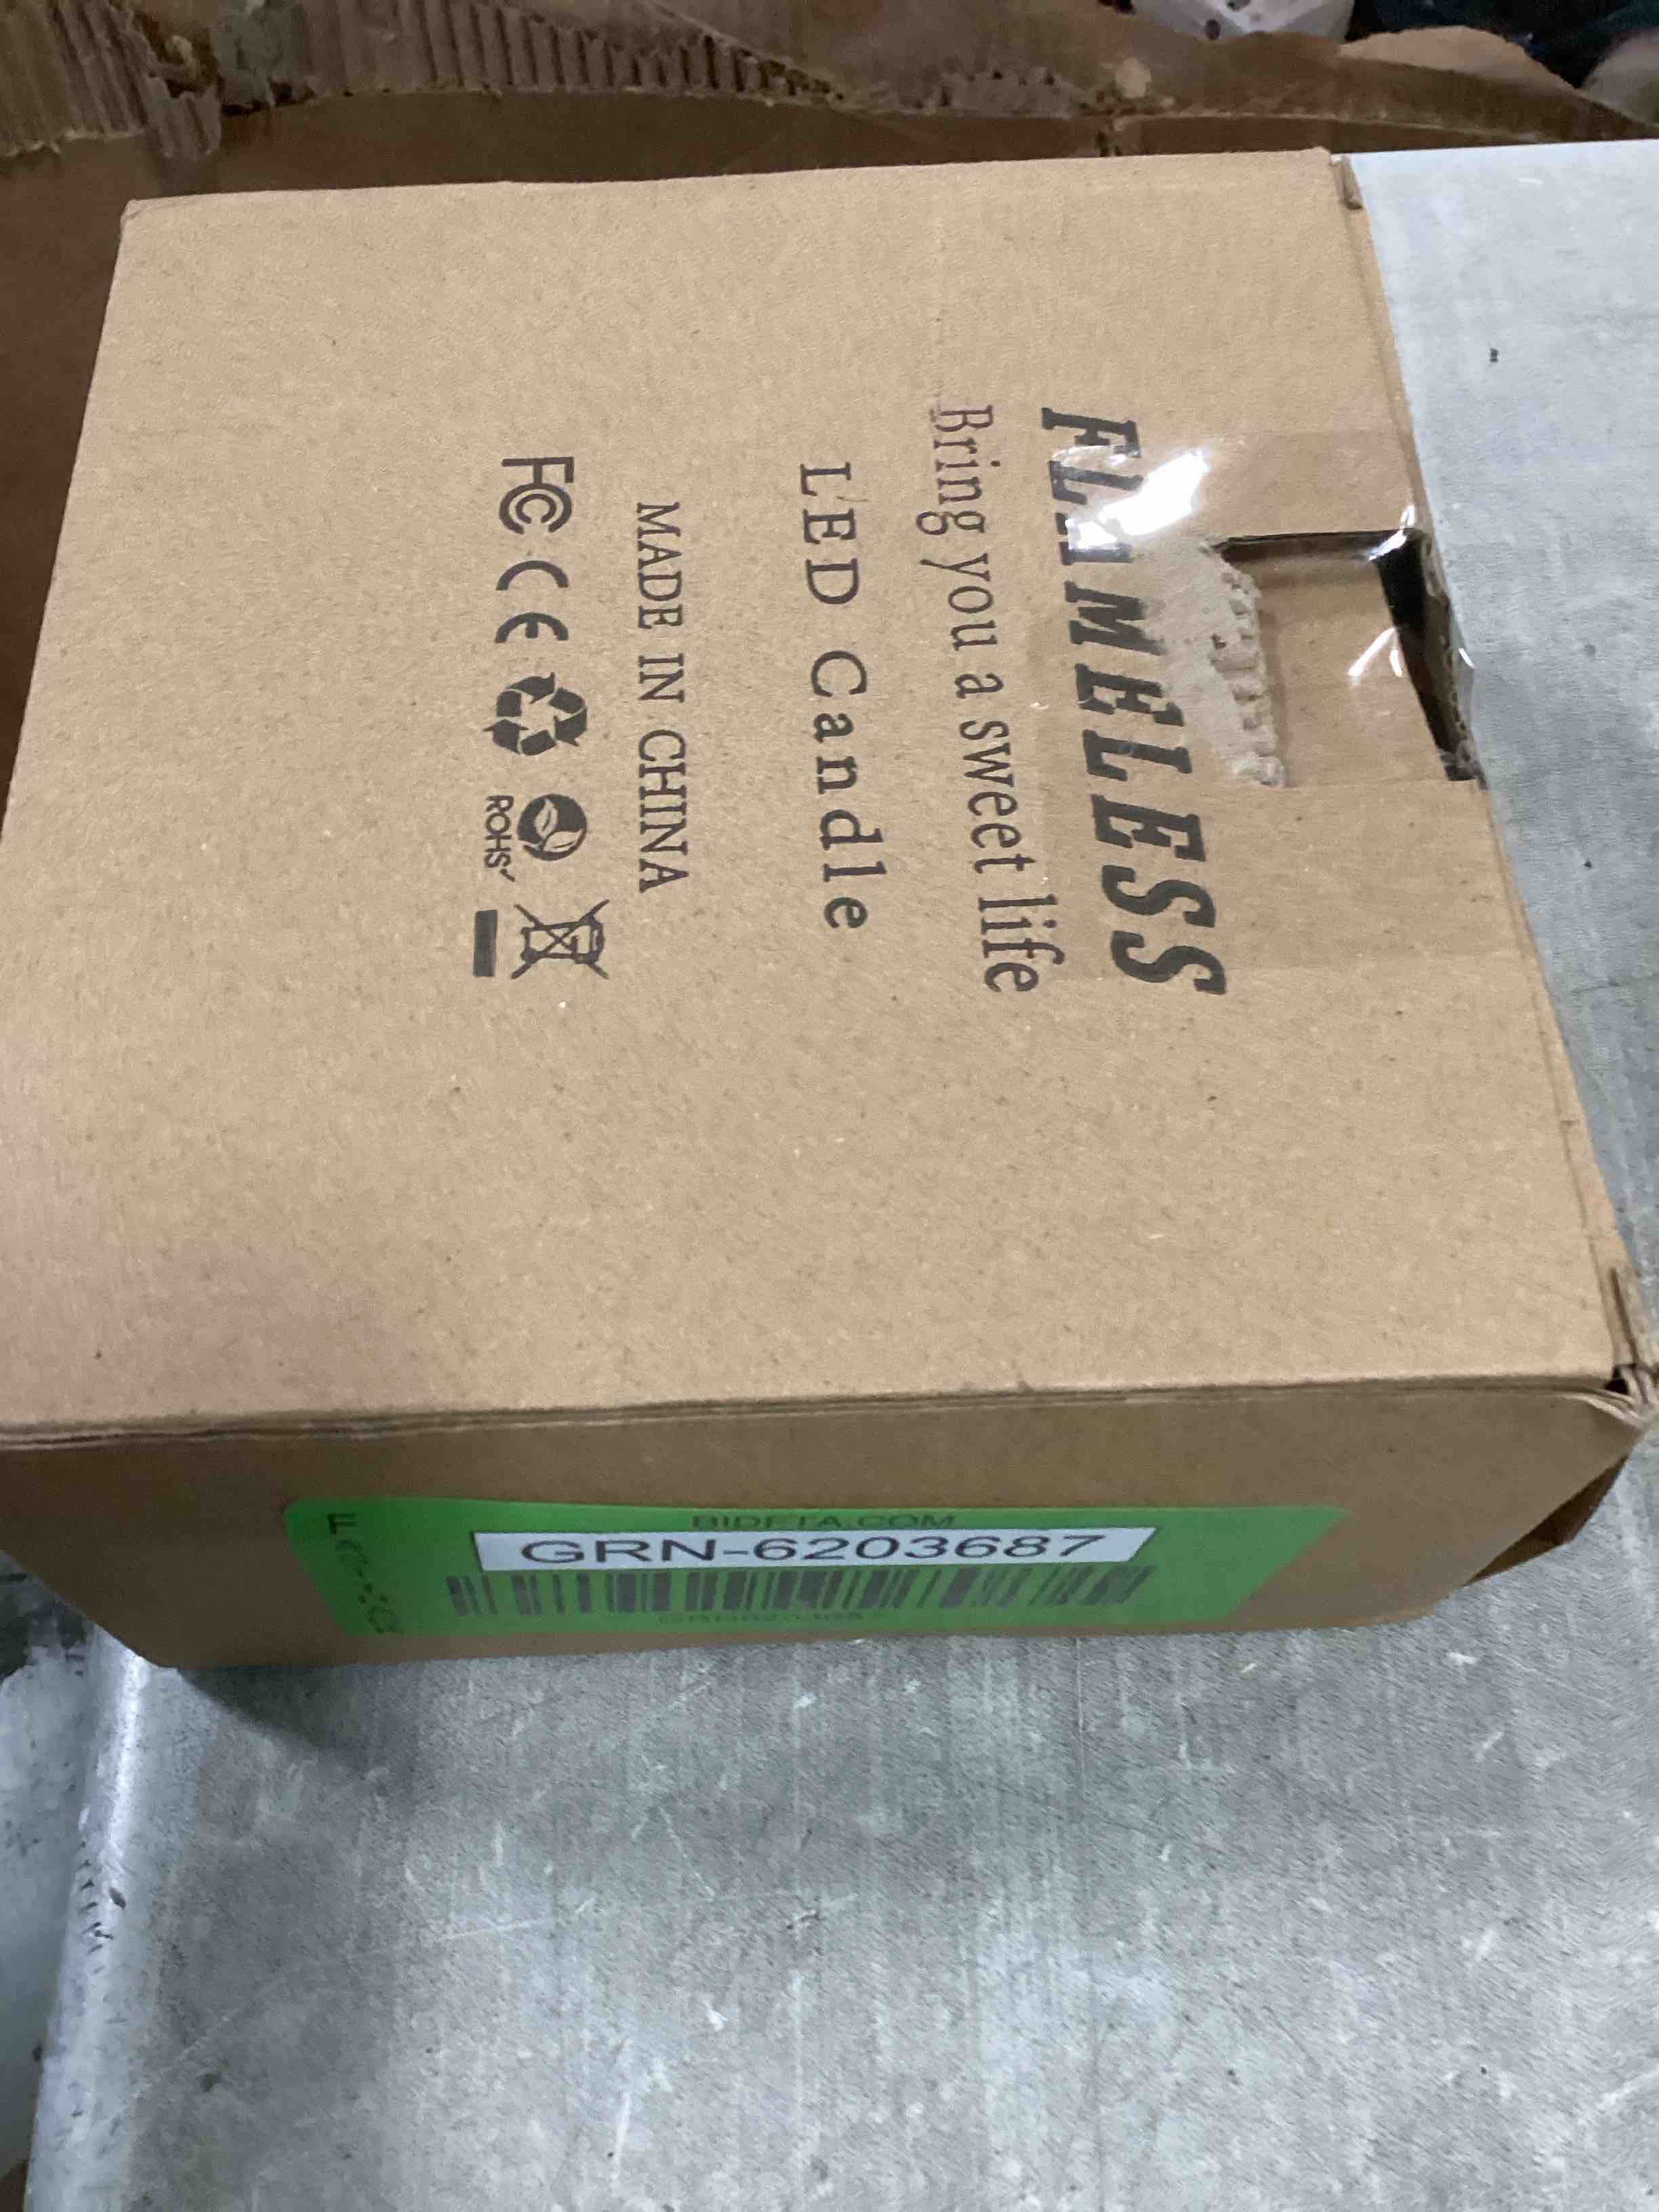 FLAMELESS
Bring you a sweet life
LED Candle
MADE IN CHINA
FC CE
ROHS
BIDFTA.COM
GRN-6203687